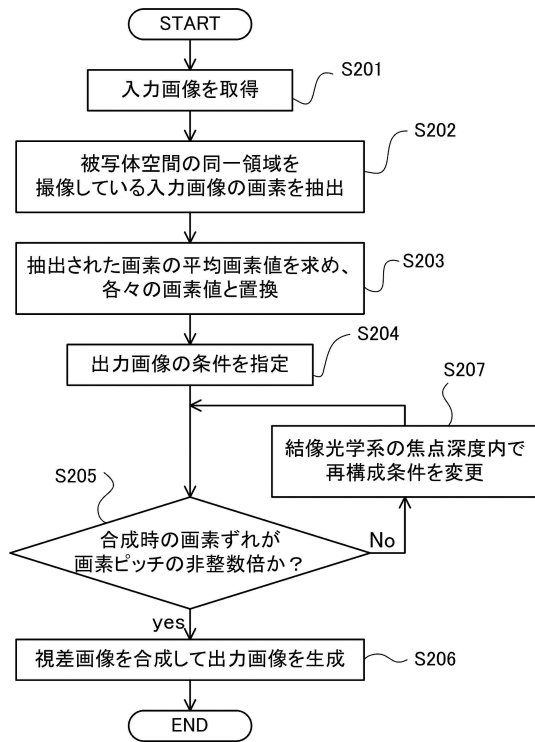 START
S201
入力画像を取得
S202
被写体空間の同一領域を
撮像している入力画像の画素を抽出
S203
抽出された画素の平均画素値を求め、
各々の画素値と置換
S204
出力画像の条件を指定
S207
結像光学系の焦点深度内で
再構成条件を変更
S205
合成時の画素ずれが
画素ピッチの非整数倍か？
No
yes
視差画像を合成して出力画像を生成
S206
END